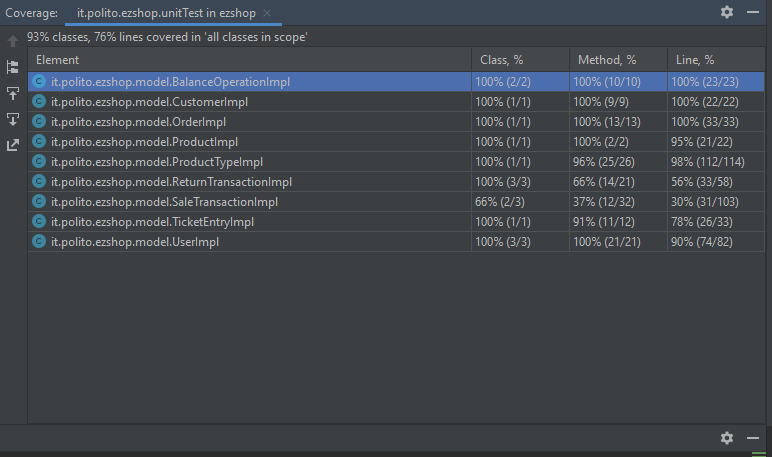 Coverage: it.polito.ezshop.unitTest in ezshop ×
93% classes, 76% lines covered in 'all classes in scope'
Element Class, % Method, % Line, %
C it.polito.ezshop.model.BalanceOperationImpl 100% (2/2) 100% (10/10) 100% (23/23)
C it.polito.ezshop.model.CustomerImpl 100% (1/1) 100% (9/9) 100% (22/22)
C it.polito.ezshop.model.OrderImpl 100% (1/1) 100% (13/13) 100% (33/33)
C it.polito.ezshop.model.ProductImpl 100% (1/1) 100% (2/2) 95% (21/22)
C it.polito.ezshop.model.ProductTypeImpl 100% (1/1) 96% (25/26) 98% (112/114)
C it.polito.ezshop.model.ReturnTransactionImpl 100% (3/3) 66% (14/21) 56% (33/58)
C it.polito.ezshop.model.SaleTransactionImpl 66% (2/3) 37% (12/32) 30% (31/103)
C it.polito.ezshop.model.TicketEntryImpl 100% (1/1) 91% (11/12) 78% (26/33)
C it.polito.ezshop.model.UserImpl 100% (3/3) 100% (21/21) 90% (74/82)